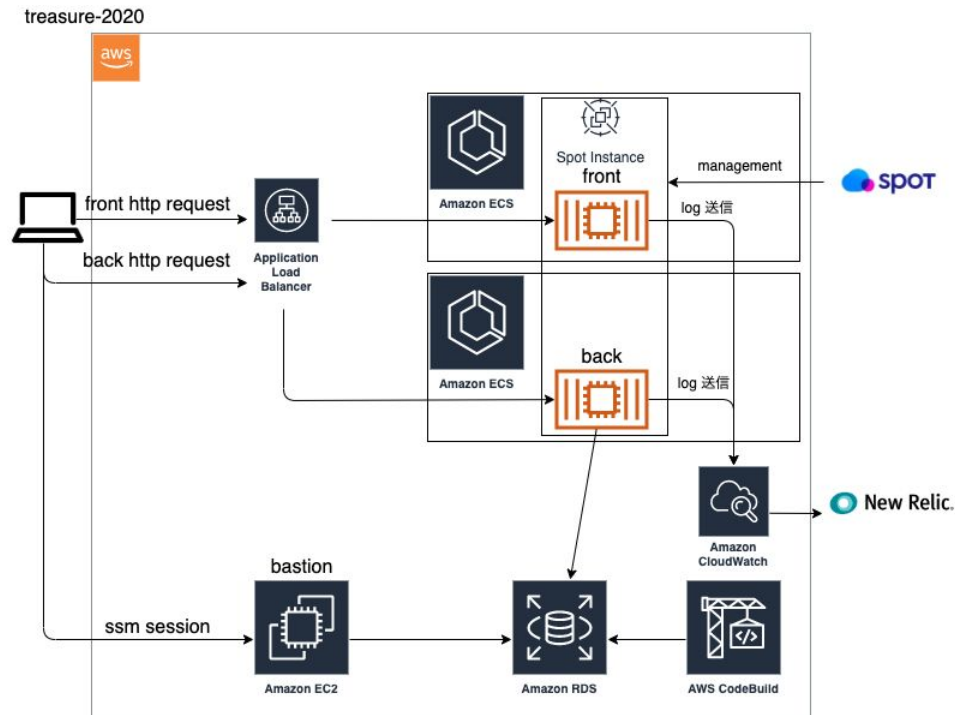 treasure-2020
aws
Spot Instance
front
Amazon ECS
management
spot
log 送信
front http request
back http request
Application
Load
Balancer
back
Amazon ECS
log 送信
New Relic.
Amazon
CloudWatch
bastion
ssm session
Amazon EC2
Amazon RDS
</>
AWS CodeBuild